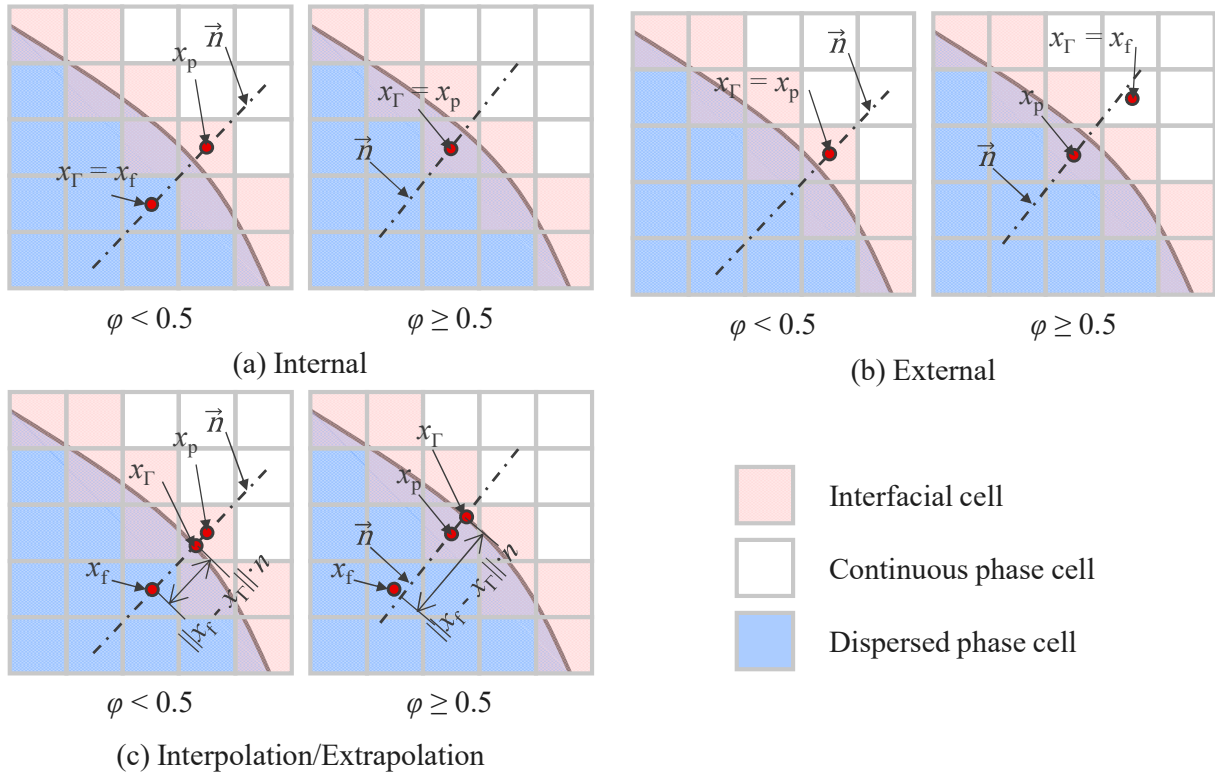 n⃗
x_p
x_Γ = x_f
φ < 0.5
x_Γ = x_p
n⃗
φ ≥ 0.5
(a) Internal
n⃗
x_Γ = x_p
φ < 0.5
x_Γ = x_f
x_p
n⃗
φ ≥ 0.5
(b) External
n⃗
x_p
x_Γ
x_f
||x_f - x_Γ||·n
φ < 0.5
x_Γ
x_p
n⃗
x_f
||x_f - x_Γ||·n
φ ≥ 0.5
(c) Interpolation/Extrapolation
Interfacial cell
Continuous phase cell
Dispersed phase cell